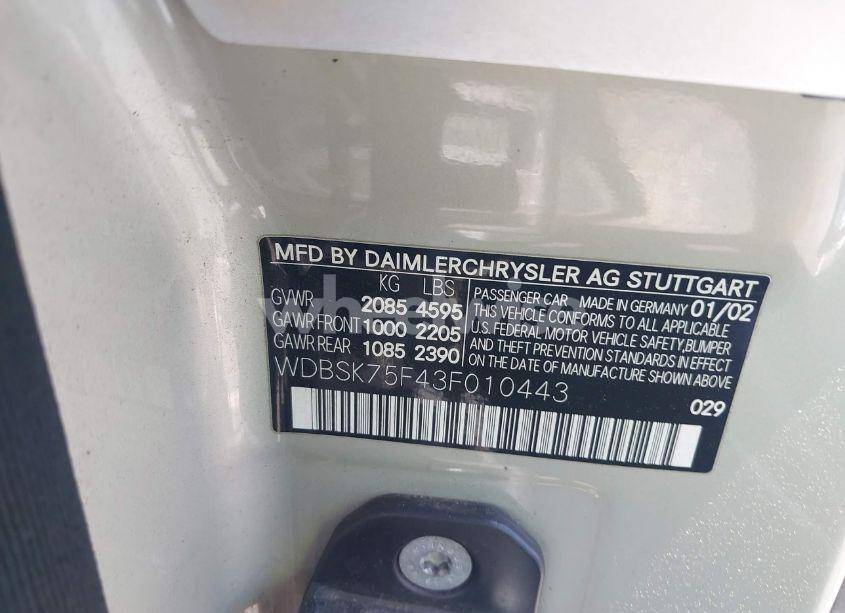 MFD BY DAIMLERCHRYSLER AG STUTTGART
KG LBS
GVWR 2085 4595
GAWR FRONT 1000 2205
GAWR REAR 1085 2390
PASSENGER CAR MADE IN GERMANY 01/02
THIS VEHICLE CONFORMS TO ALL APPLICABLE
U.S. FEDERAL MOTOR VEHICLE SAFETY, BUMPER
AND THEFT PREVENTION STANDARDS IN EFFECT
ON THE DATE OF MANUFACTURE SHOWN ABOVE
WDBSK75F43F010443
029